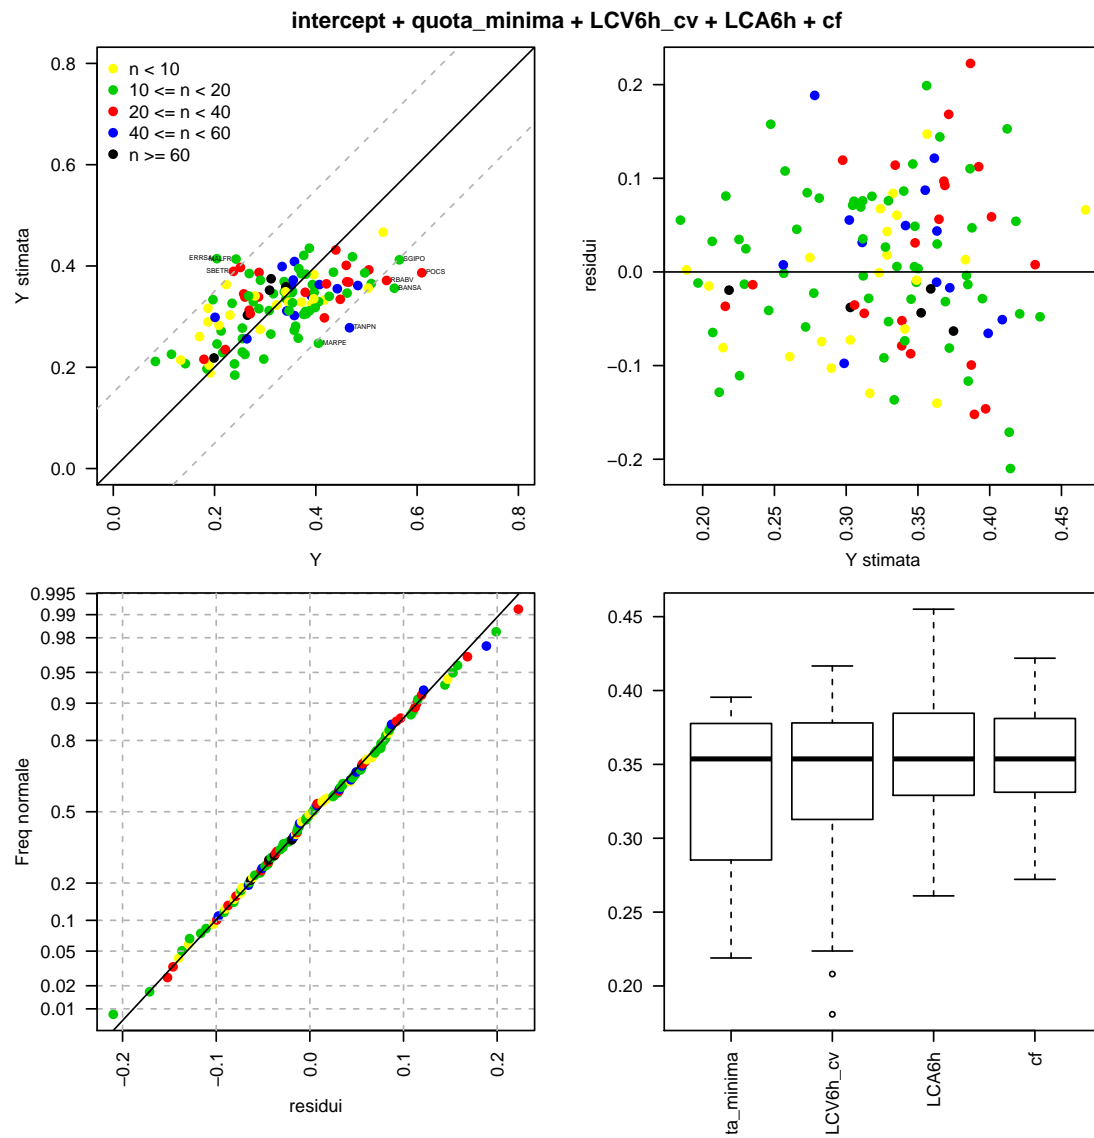 intercept + quota_minima + LCV6h_cv + LCA6h + cf
n < 10
10 <= n < 20
20 <= n < 40
40 <= n < 60
n >= 60
SGIPO
SBETR
POCS
RBABV
BANSA
TANPN
MARPE
0.8
0.6
0.4
0.2
0.0
Y stimata
0.0
0.2
0.4
0.6
0.8
Y
0.2
0.1
0.0
−0.1
−0.2
residui
0.20
0.25
0.30
0.35
0.40
0.45
Y stimata
0.995
0.99
0.98
0.95
0.9
0.8
0.5
0.2
0.1
0.05
0.02
0.01
Freq normale
−0.2
−0.1
0.0
0.1
0.2
residui
0.45
0.40
0.35
0.30
0.25
0.20
ta_minima
LCV6h_cv
LCA6h
cf